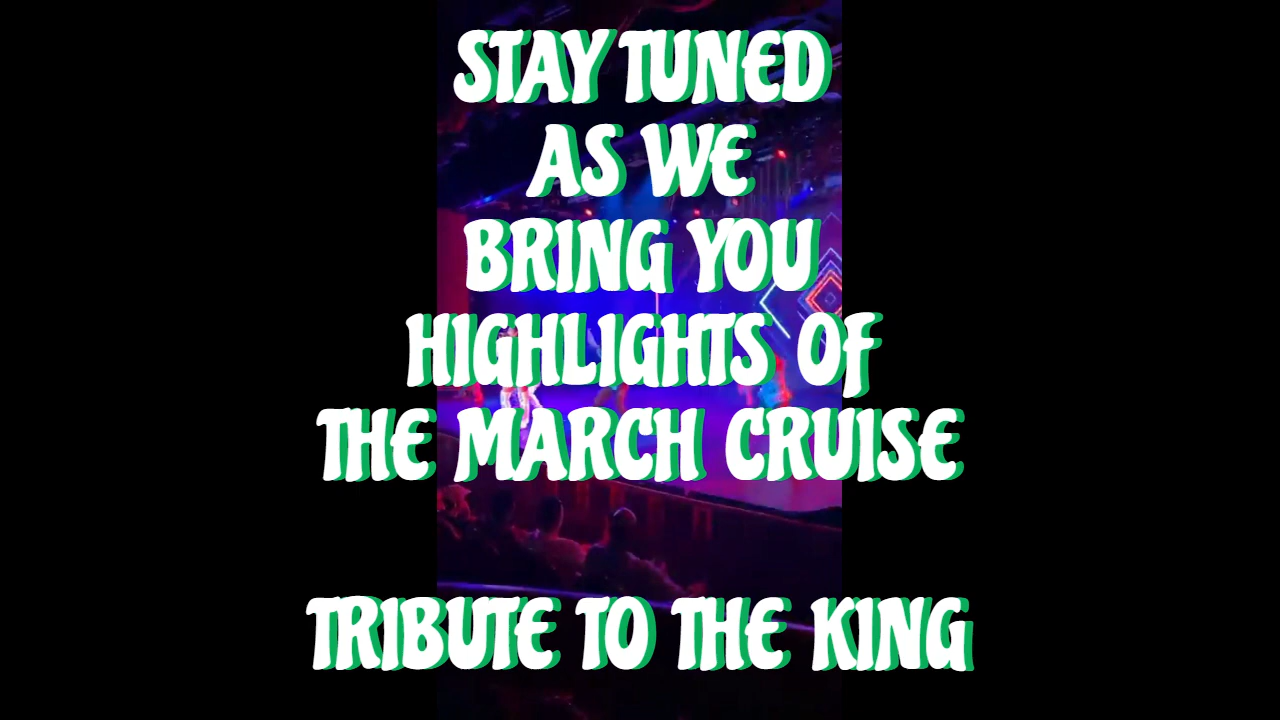 STAY TUNED
AS WE
BRING YOU
HIGHLIGHTS OF
THE MARCH CRUISE
TRIBUTE TO THE KING